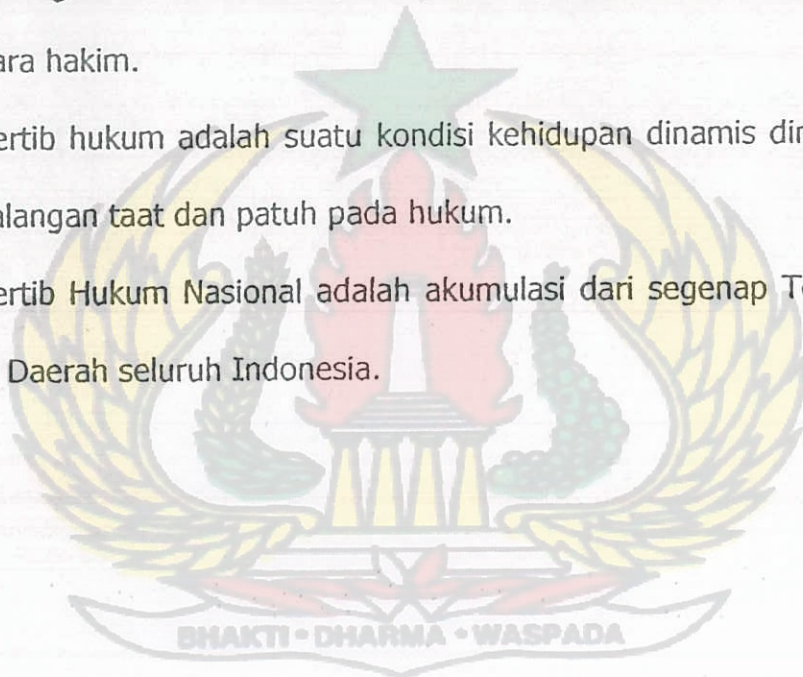 ara hakim.
ertib hukum adalah suatu kondisi kehidupan dinamis
alangan taat dan patuh pada hukum.
ertib Hukum Nasional adalah akumulasi dari segenap
Daerah seluruh Indonesia.
BHAKTI • DHARMA • WASPADA